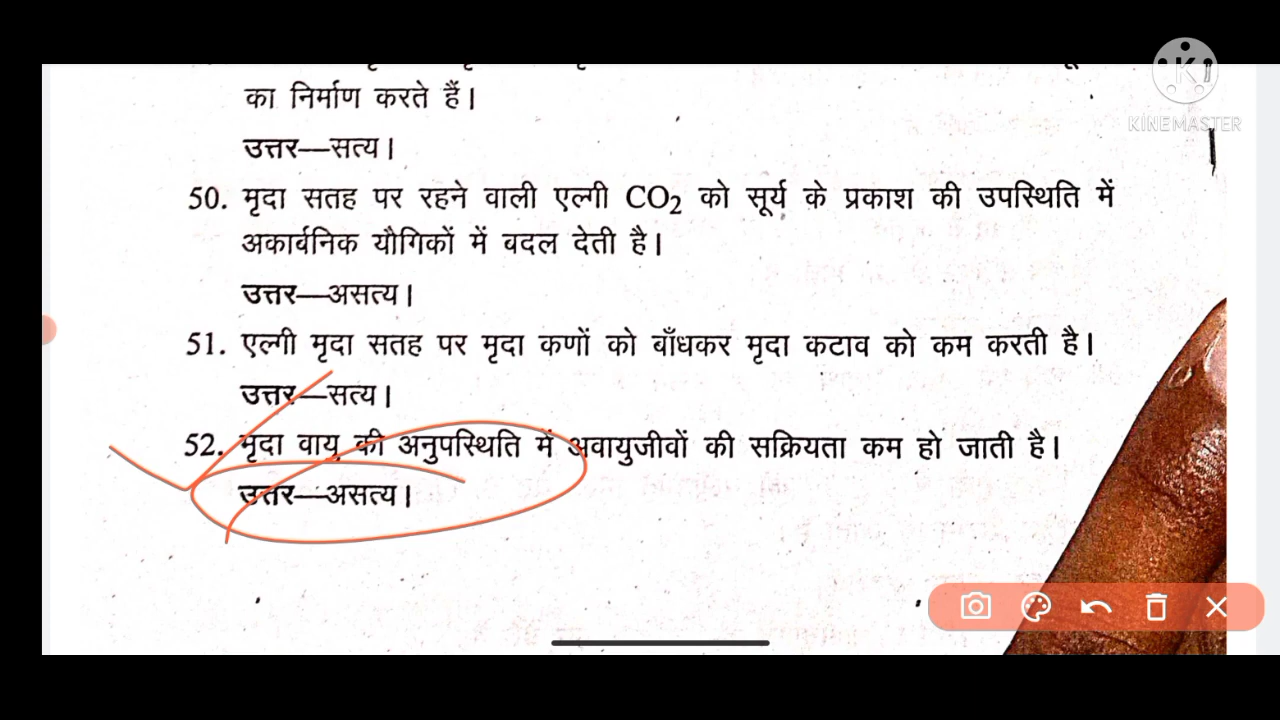 KINEMASTER
का निर्माण करते हैं।
उत्तर—सत्य।
50. मृदा सतह पर रहने वाली एल्गी CO₂ को सूर्य के प्रकाश की उपस्थिति में
अकार्बनिक यौगिकों में बदल देती है।
उत्तर—असत्य।
51. एल्गी मृदा सतह पर मृदा कणों को बाँधकर मृदा कटाव को कम करती है।
उत्तर—सत्य।
52. मृदा वायु की अनुपस्थिति में अवायुजीवों की सक्रियता कम हो जाती है।
उत्तर—असत्य।